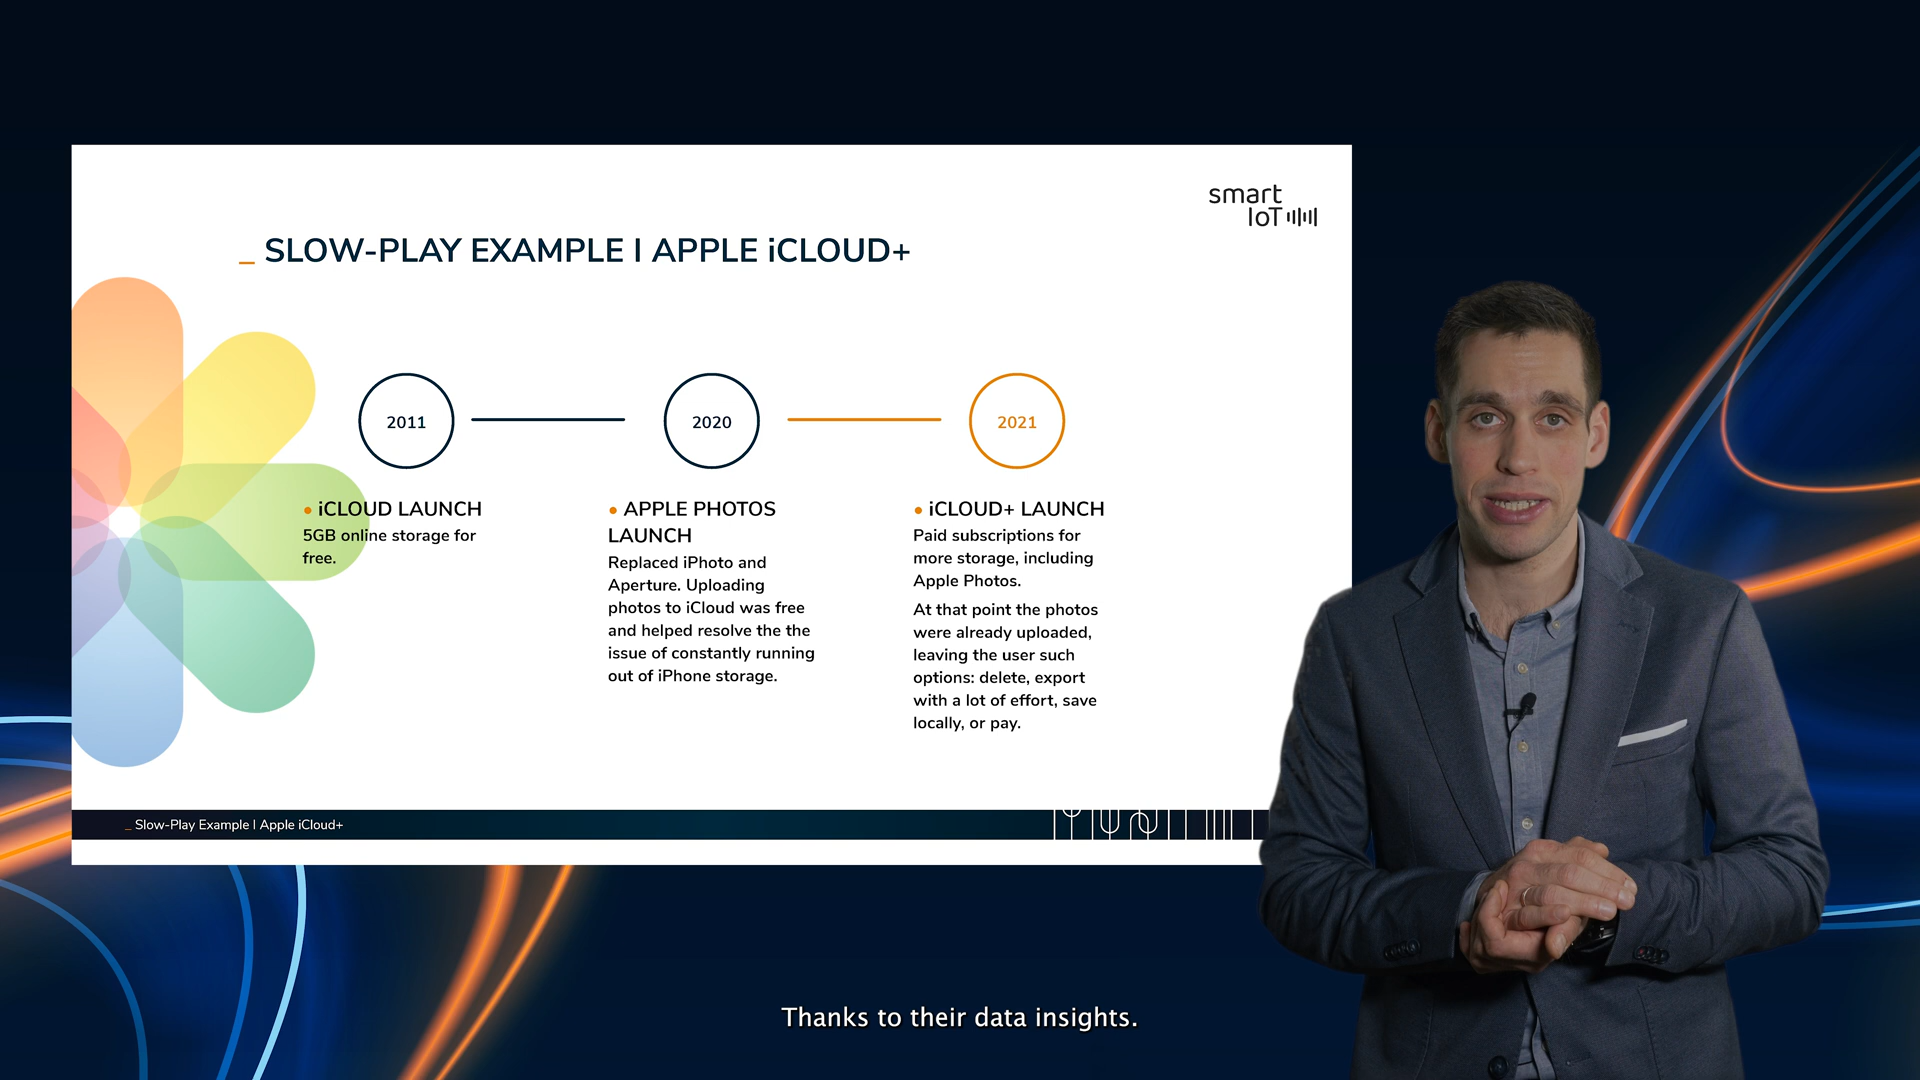 smart
IoT
_ SLOW-PLAY EXAMPLE I APPLE iCLOUD+
2011
2020
2021
• iCLOUD LAUNCH
5GB online storage for
free.
• APPLE PHOTOS
LAUNCH
Replaced iPhoto and
Aperture. Uploading
photos to iCloud was free
and helped resolve the the
issue of constantly running
out of iPhone storage.
• iCLOUD+ LAUNCH
Paid subscriptions for
more storage, including
Apple Photos.
At that point the photos
were already uploaded,
leaving the user such
options: delete, export
with a lot of effort, save
locally, or pay.
_ Slow-Play Example I Apple iCloud+
Thanks to their data insights.